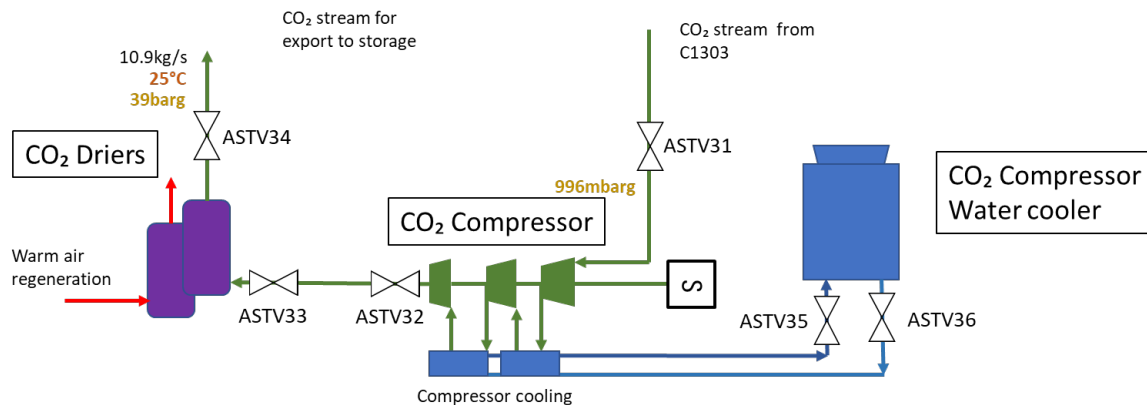 CO₂ stream for
export to storage
CO₂ stream from
C1303
10.9kg/s
25°C
39barg
ASTV34
CO₂ Driers
ASTV31
996mbarg
CO₂ Compressor
Water cooler
CO₂ Compressor
Warm air
regeneration
S
ASTV33
ASTV32
ASTV35
ASTV36
Compressor cooling